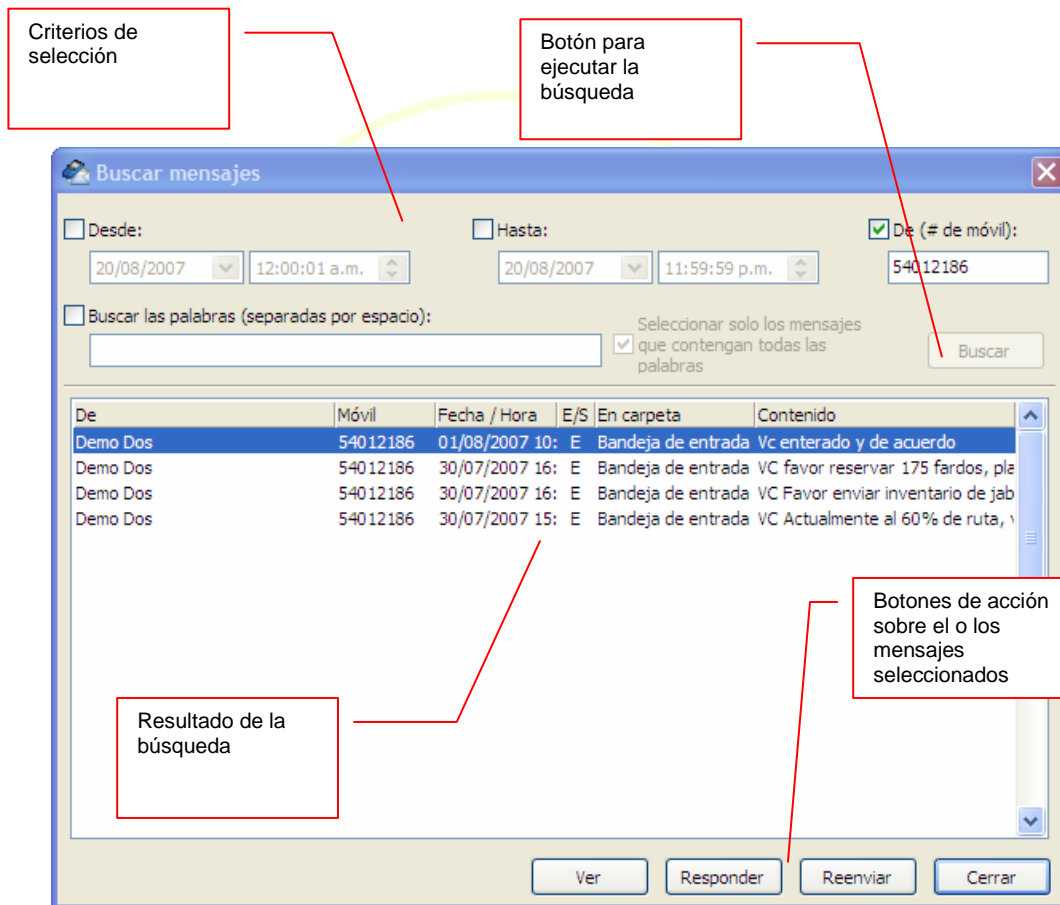 Criterios de
selección
Botón para
ejecutar la
búsqueda
Buscar mensajes
Desde:
Hasta:
De (# de móvil):
20/08/2007 12:00:01 a.m.
20/08/2007 11:59:59 p.m.
54012186
Buscar las palabras (separadas por espacio):
Seleccionar solo los mensajes
que contengan todas las
palabras
Buscar
De Móvil Fecha / Hora E/S En carpeta Contenido
Demo Dos 54012186 01/08/2007 10: E Bandeja de entrada Vc enterado y de acuerdo
Demo Dos 54012186 30/07/2007 16: E Bandeja de entrada VC favor reservar 175 fardos, pla
Demo Dos 54012186 30/07/2007 16: E Bandeja de entrada VC Favor enviar inventario de jab
Demo Dos 54012186 30/07/2007 15: E Bandeja de entrada VC Actualmente al 60% de ruta,
Botones de acción
sobre el o los
mensajes
seleccionados
Resultado de la
búsqueda
Ver Responder Reenviar Cerrar